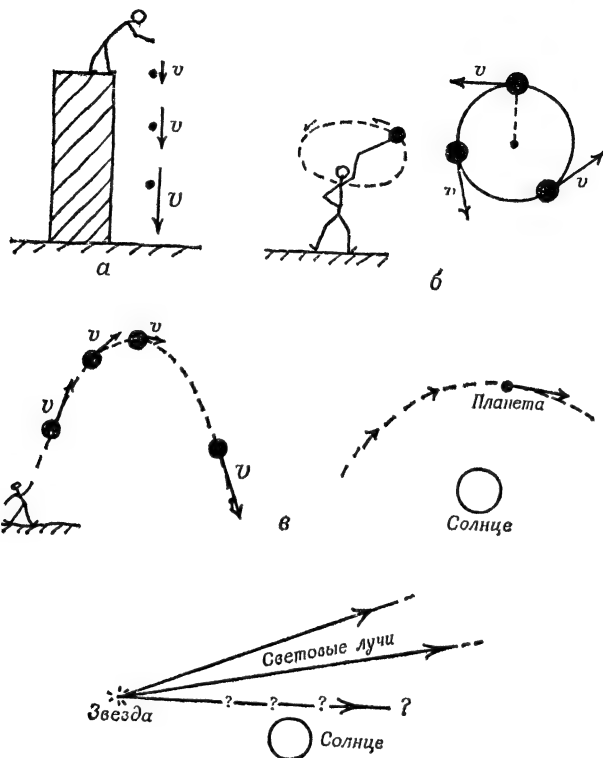 v
v
v
а
v
v
v
б
v
v
v
v
в
Планета
Солнце
Световые лучи
Звезда
? ? ? ?
Солнце